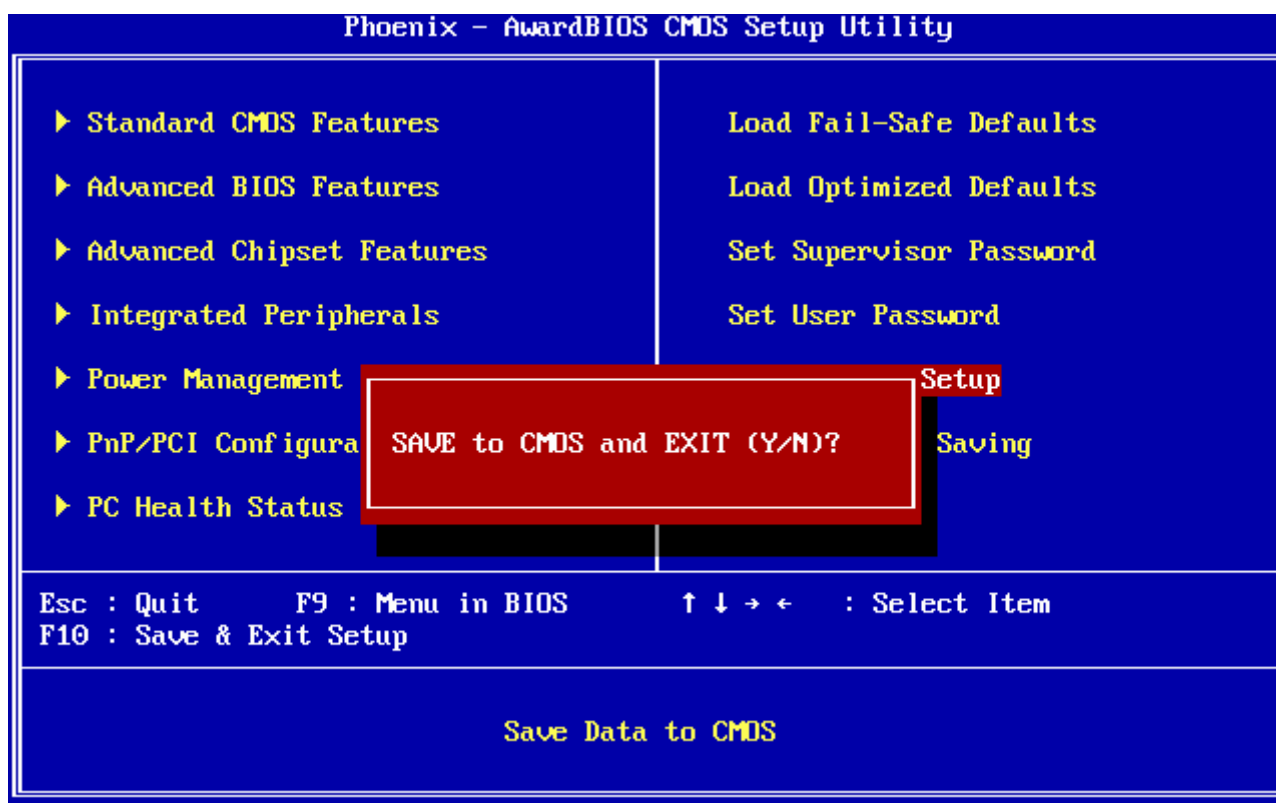 Phoenix - AwardBIOS CMOS Setup Utility
Standard CMOS Features
Advanced BIOS Features
Advanced Chipset Features
Integrated Peripherals
Power Management
PnP/PCI Configura
PC Health Status
Load Fail-Safe Defaults
Load Optimized Defaults
Set Supervisor Password
Set User Password
Setup
Saving
SAVE to CMOS and EXIT (Y/N)?
Esc : Quit F9 : Menu in BIOS ↑ ↓ → ← : Select Item
F10 : Save & Exit Setup
Save Data to CMOS